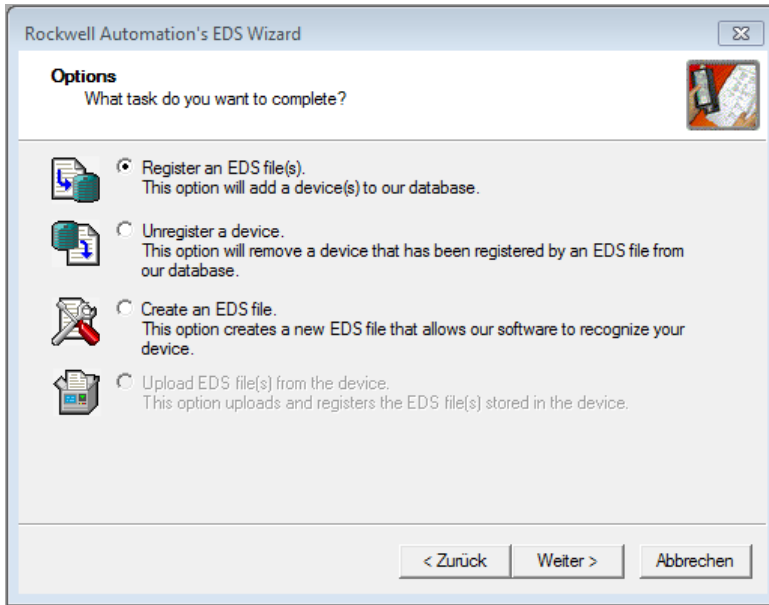 Rockwell Automation's EDS Wizard
Options
What task do you want to complete?
Register an EDS file(s).
This option will add a device(s) to our database.
Unregister a device.
This option will remove a device that has been registered by an EDS file from
our database.
Create an EDS file.
This option creates a new EDS file that allows our software to recognize your
device.
Upload EDS file(s) from the device.
This option uploads and registers the EDS file(s) stored in the device.
< Zurück
Weiter >
Abbrechen